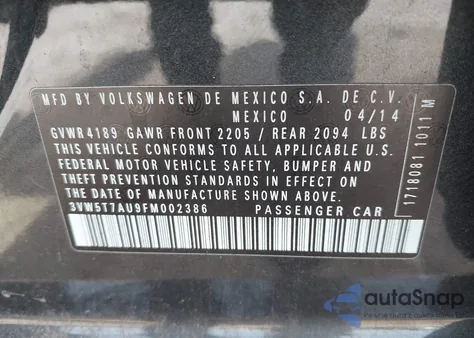 MFD BY VOLKSWAGEN DE MEXICO S.A. DE C.V.
MEXICO 04/14
GVWR4189 GAWR FRONT 2205 / REAR 2094 LBS
THIS VEHICLE CONFORMS TO ALL APPLICABLE U.S.
FEDERAL MOTOR VEHICLE SAFETY, BUMPER AND
THEFT PREVENTION STANDARDS IN EFFECT ON
THE DATE OF MANUFACTURE SHOWN ABOVE.
3VW5T7AU9FM002386 PASSENGER CAR
1718081 1011 M
autoSnap